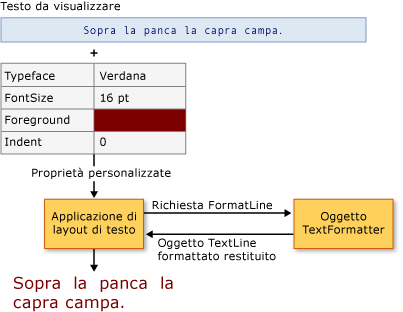 Testo da visualizzare
Sopra la panca la capra campa.
+
Typeface Verdana
FontSize 16 pt
Foreground
Indent 0
Proprietà personalizzate
Applicazione di
layout di testo
Richiesta FormatLine
Oggetto
TextFormatter
Oggetto TextLine
formattato restituito
Sopra la panca la
capra campa.